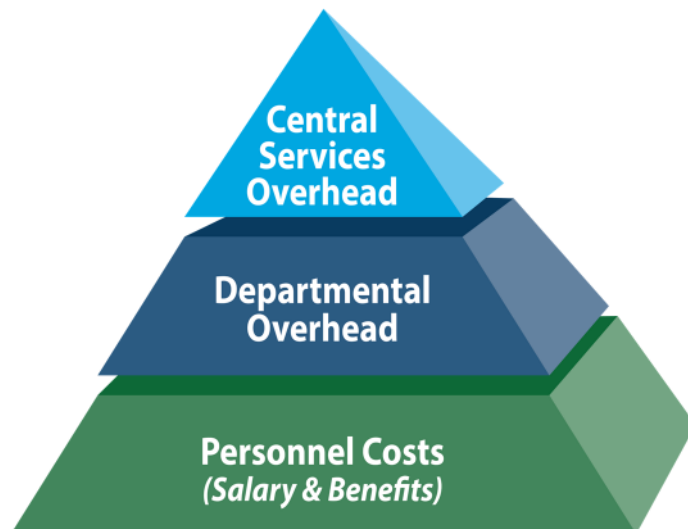 Central
Services
Overhead
Departmental
Overhead
Personnel Costs
(Salary & Benefits)